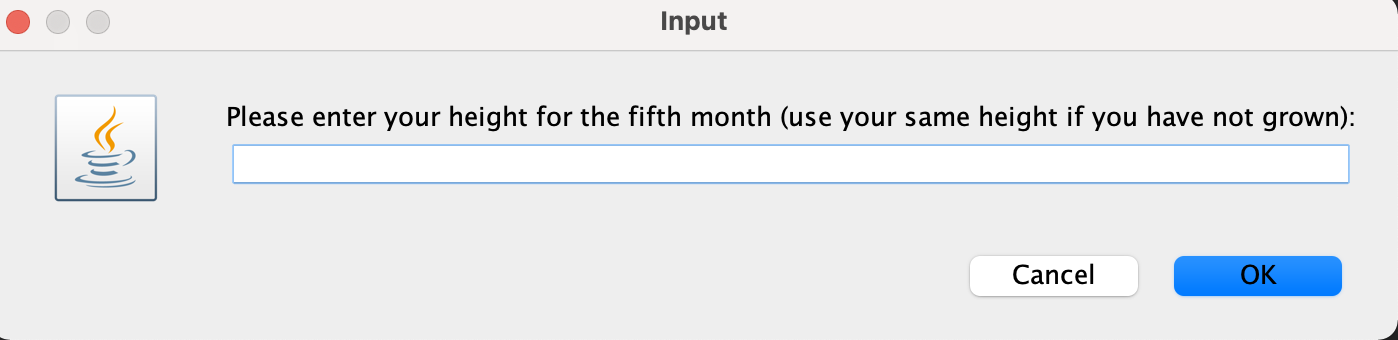 Input
Please enter your height for the fifth month (use your same height if you have not grown):
Cancel
OK